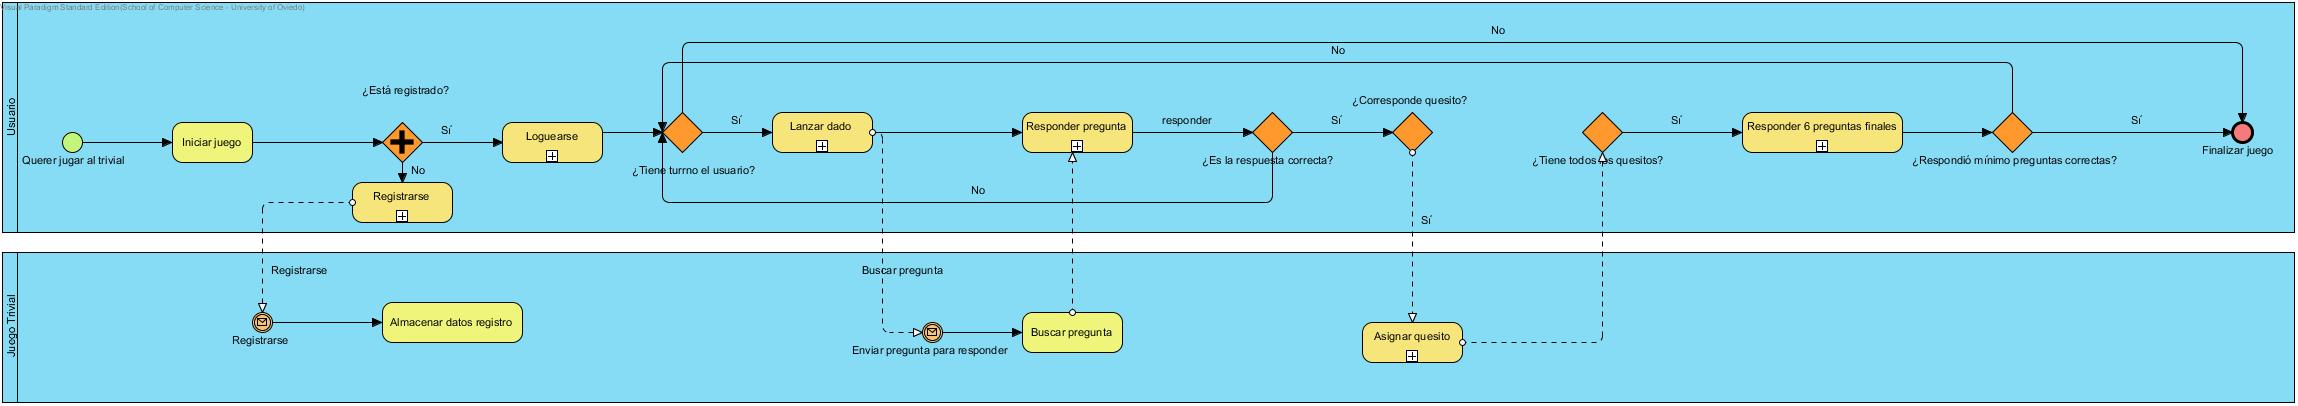 Visual Paradigm Standard Edition(School of Computer Science - University of Oviedo)
Usuario
Querer jugar al trivial
Iniciar juego
¿Está registrado?
Sí
No
Registrarse
Loguearse
¿Tiene turrno el usuario?
No
No
Sí
Lanzar dado
Responder pregunta
responder
¿Es la respuesta correcta?
No
Sí
¿Corresponde quesito?
Sí
¿Tiene todos los quesitos?
Sí
Responder 6 preguntas finales
¿Respondió mínimo preguntas correctas?
Sí
Finalizar juego
Juego Trivial
Registrarse
Registrarse
Almacenar datos registro
Buscar pregunta
Enviar pregunta para responder
Buscar pregunta
Asignar quesito